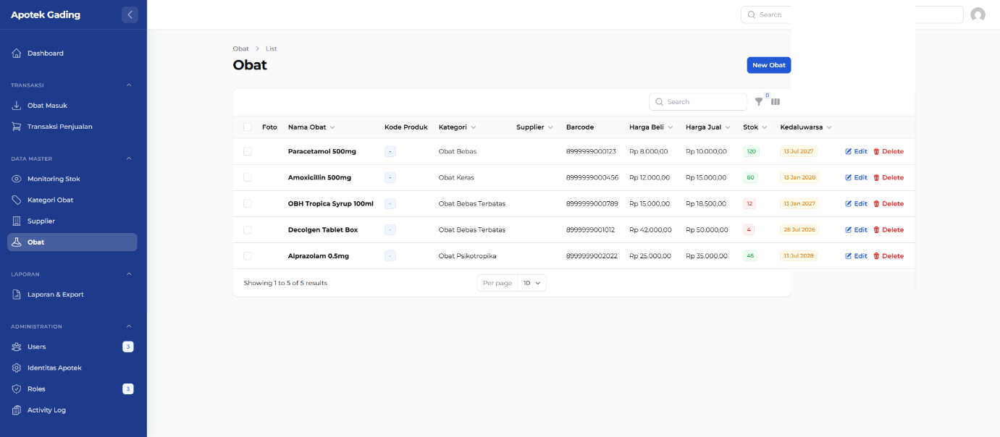 Apotek Gading
Search
Dashboard
TRANSAKSI
Obat Masuk
Transaksi Penjualan
DATA MASTER
Monitoring Stok
Kategori Obat
Supplier
Obat
LAPORAN
Laporan & Export
ADMINISTRATION
Users 3
Identitas Apotek
Roles 3
Activity Log
Obat > List
Obat
New Obat
Search 0
Foto Nama Obat Kode Produk Kategori Supplier Barcode Harga Beli Harga Jual Stok Kedaluwarsa
Paracetamol 500mg - Obat Bebas 8999999000123 Rp 8.000,00 Rp 10.000,00 120 13 Jul 2027 Edit Delete
Amoxicillin 500mg - Obat Keras 8999999000456 Rp 12.000,00 Rp 15.000,00 80 13 Jan 2028 Edit Delete
OBH Tropica Syrup 100ml - Obat Bebas Terbatas 8999999000789 Rp 15.000,00 Rp 18.500,00 12 13 Jan 2027 Edit Delete
Decolgen Tablet Box - Obat Bebas Terbatas 8999999001012 Rp 42.000,00 Rp 50.000,00 4 28 Jul 2026 Edit Delete
Alprazolam 0.5mg - Obat Psikotropika 8999999002022 Rp 25.000,00 Rp 35.000,00 45 13 Jul 2028 Edit Delete
Showing 1 to 5 of 5 results Per page 10